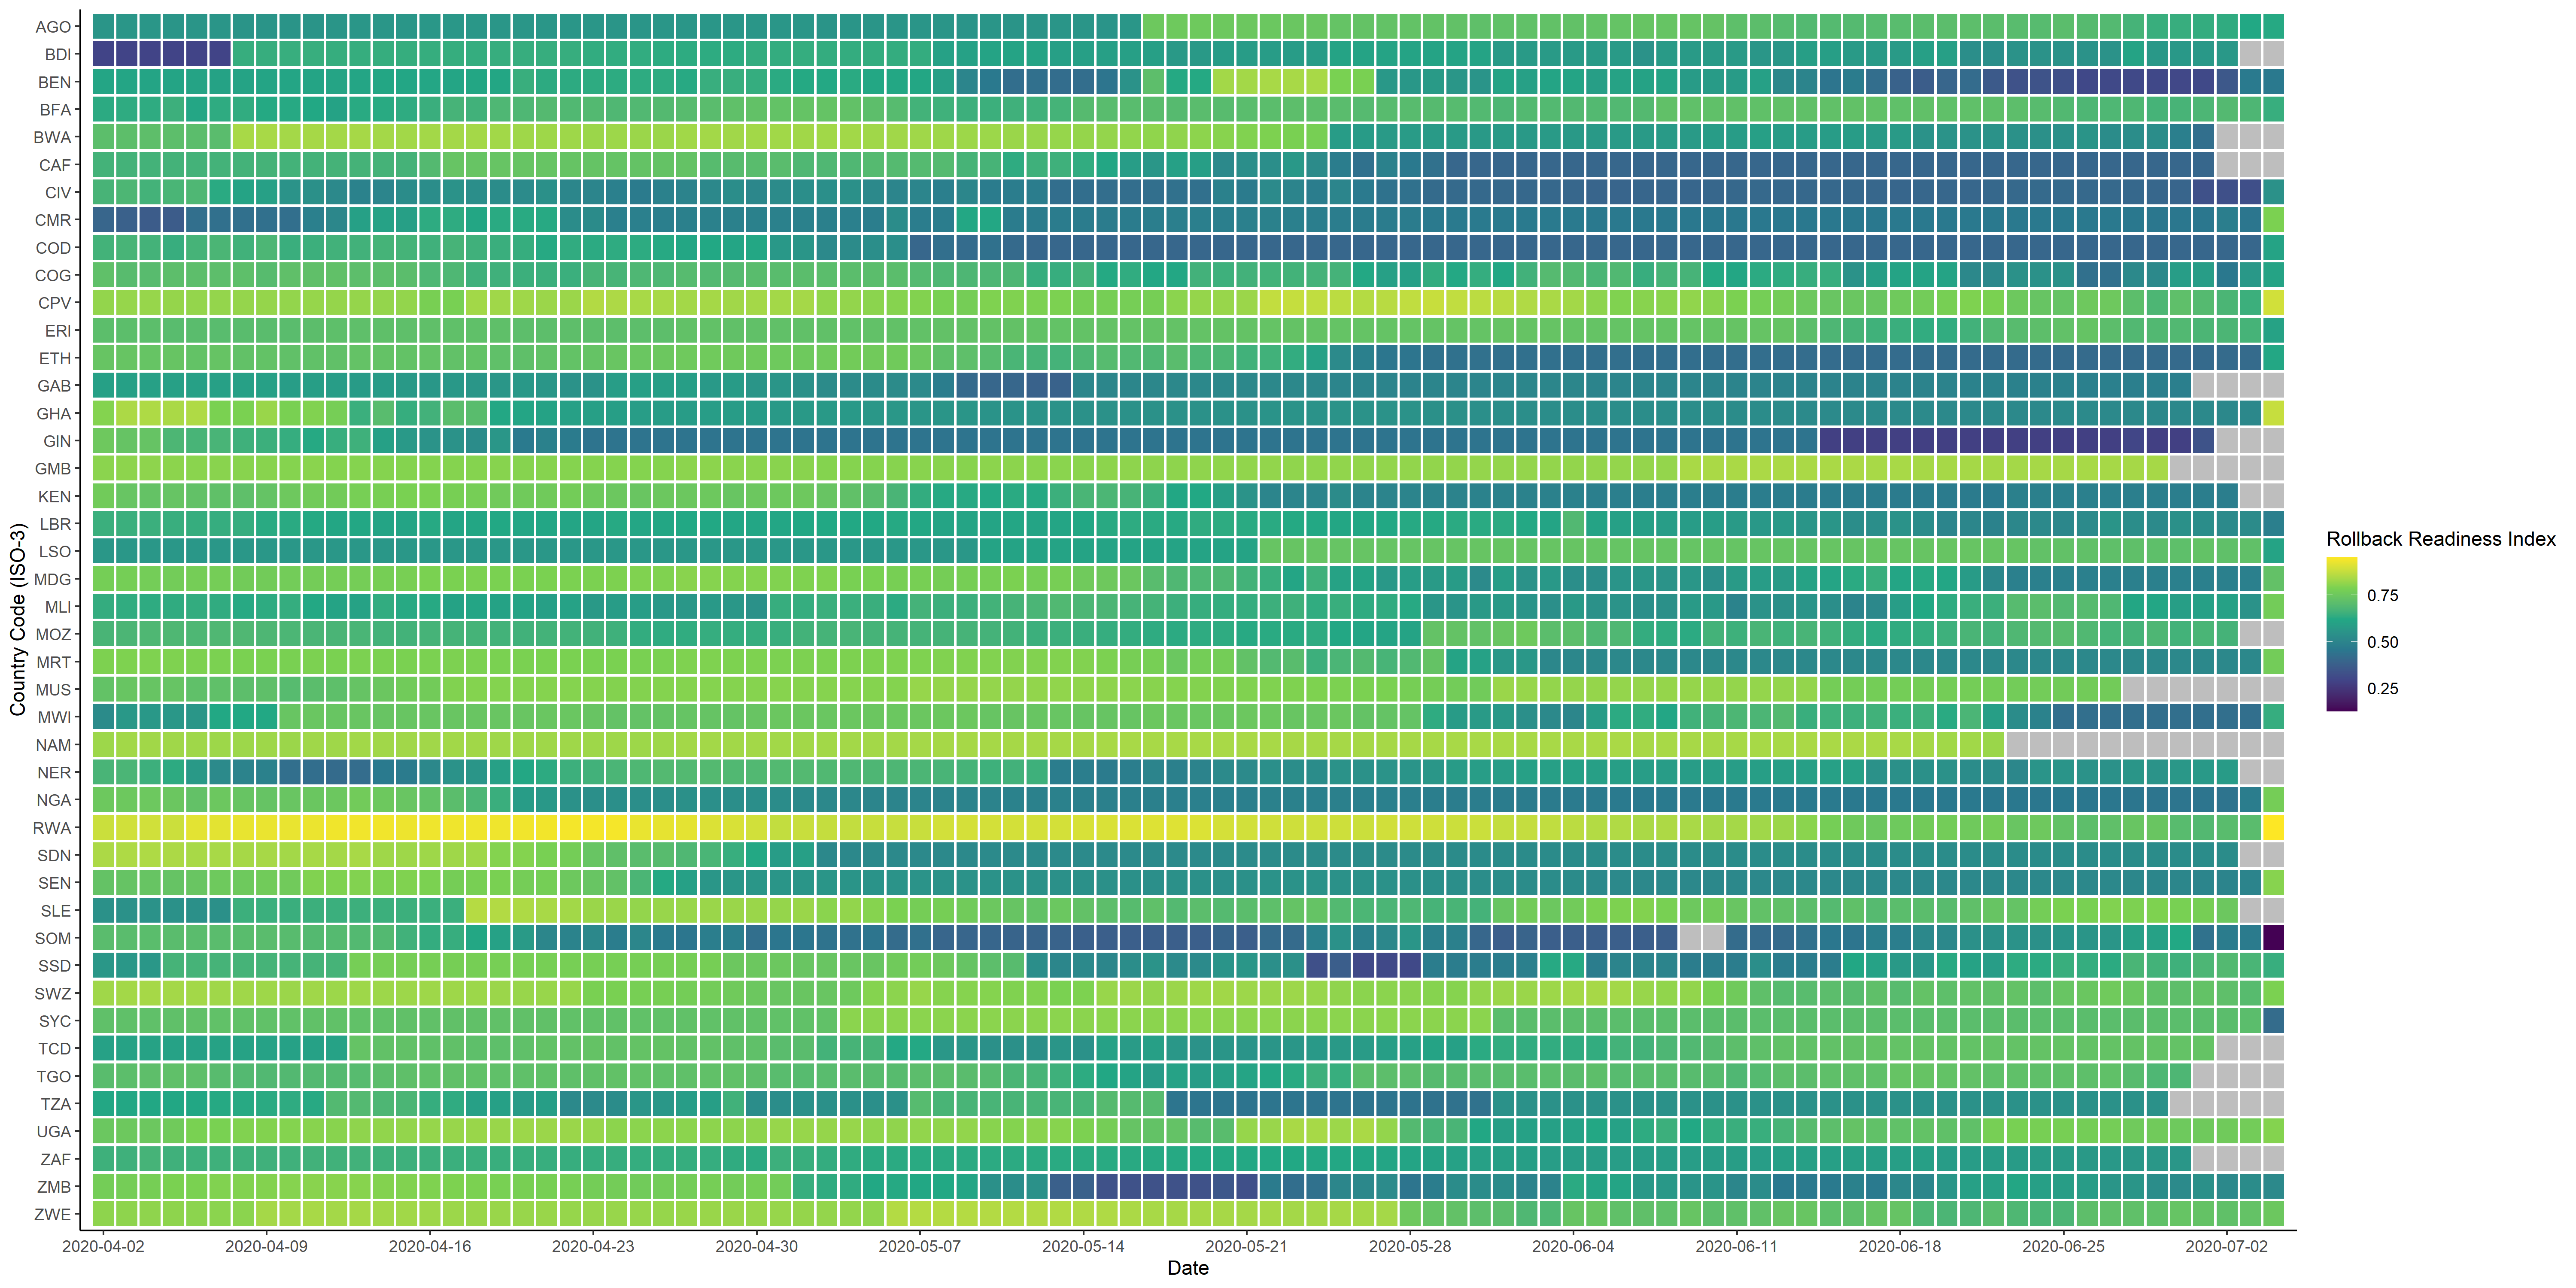 AGO
BDI
BEN
BFA
BWA
CAF
CIV
CMR
COD
COG
CPV
ERI
ETH
GAB
GHA
GIN
GMB
KEN
LBR
LSO
MDG
MLI
MOZ
MRT
MUS
MWI
NAM
NER
NGA
RWA
SDN
SEN
SLE
SOM
SSD
SWZ
SYC
TCD
TGO
TZA
UGA
ZAF
ZMB
ZWE
Country Code (ISO-3)
2020-04-02 2020-04-09 2020-04-16 2020-04-23 2020-04-30 2020-05-07 2020-05-14 2020-05-21 2020-05-28 2020-06-04 2020-06-11 2020-06-18 2020-06-25 2020-07-02
Date
Rollback Readiness Index
0.75
0.50
0.25